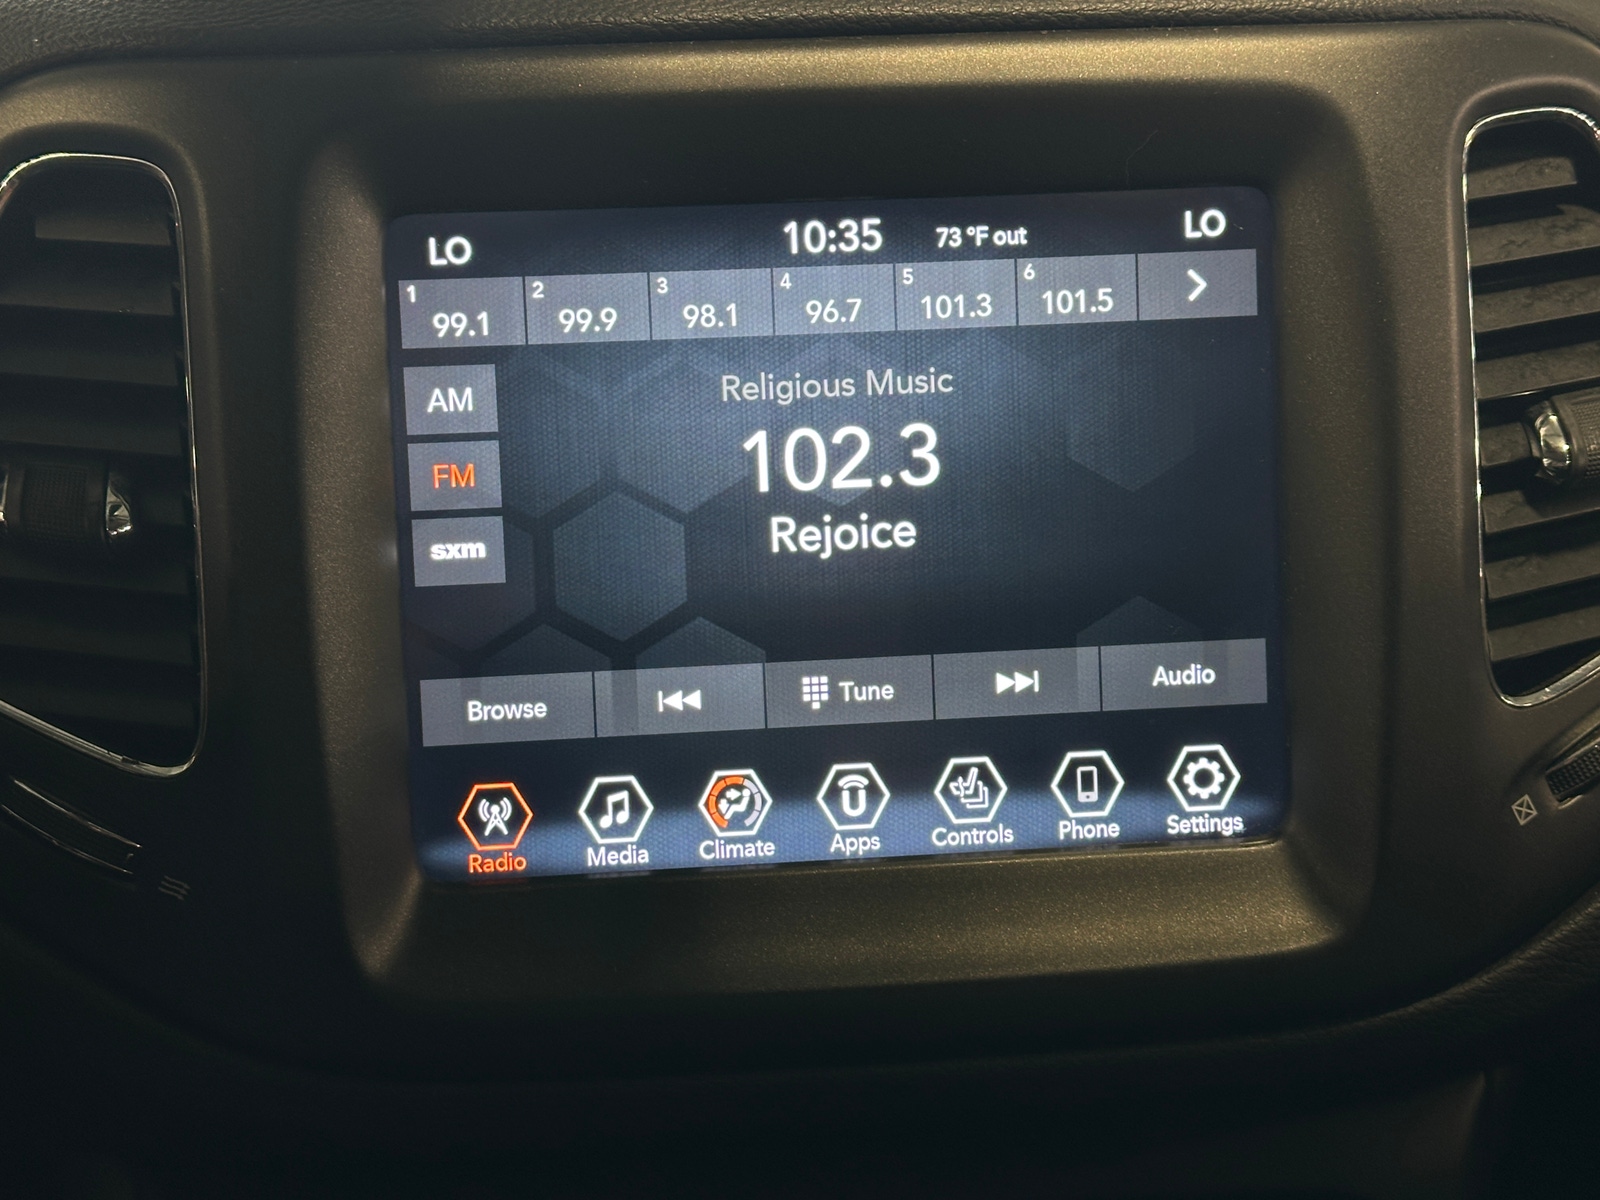 LO 10:35 73 °F out LO
1 99.1 2 99.9 3 98.1 4 96.7 5 101.3 6 101.5
AM
FM
sxm
Religious Music
102.3
Rejoice
Browse Tune Audio
Radio Media Climate Apps Controls Phone Settings